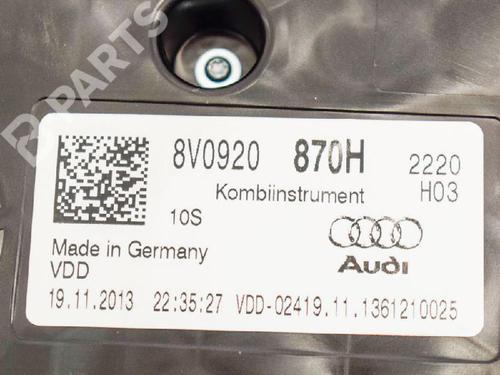 B PARTS
8V0920 870H 2220
Kombiinstrument H03
10S
Made in Germany
VDD
Audi
19.11.2013 22:35:27 VDD-02419.11.1361210025